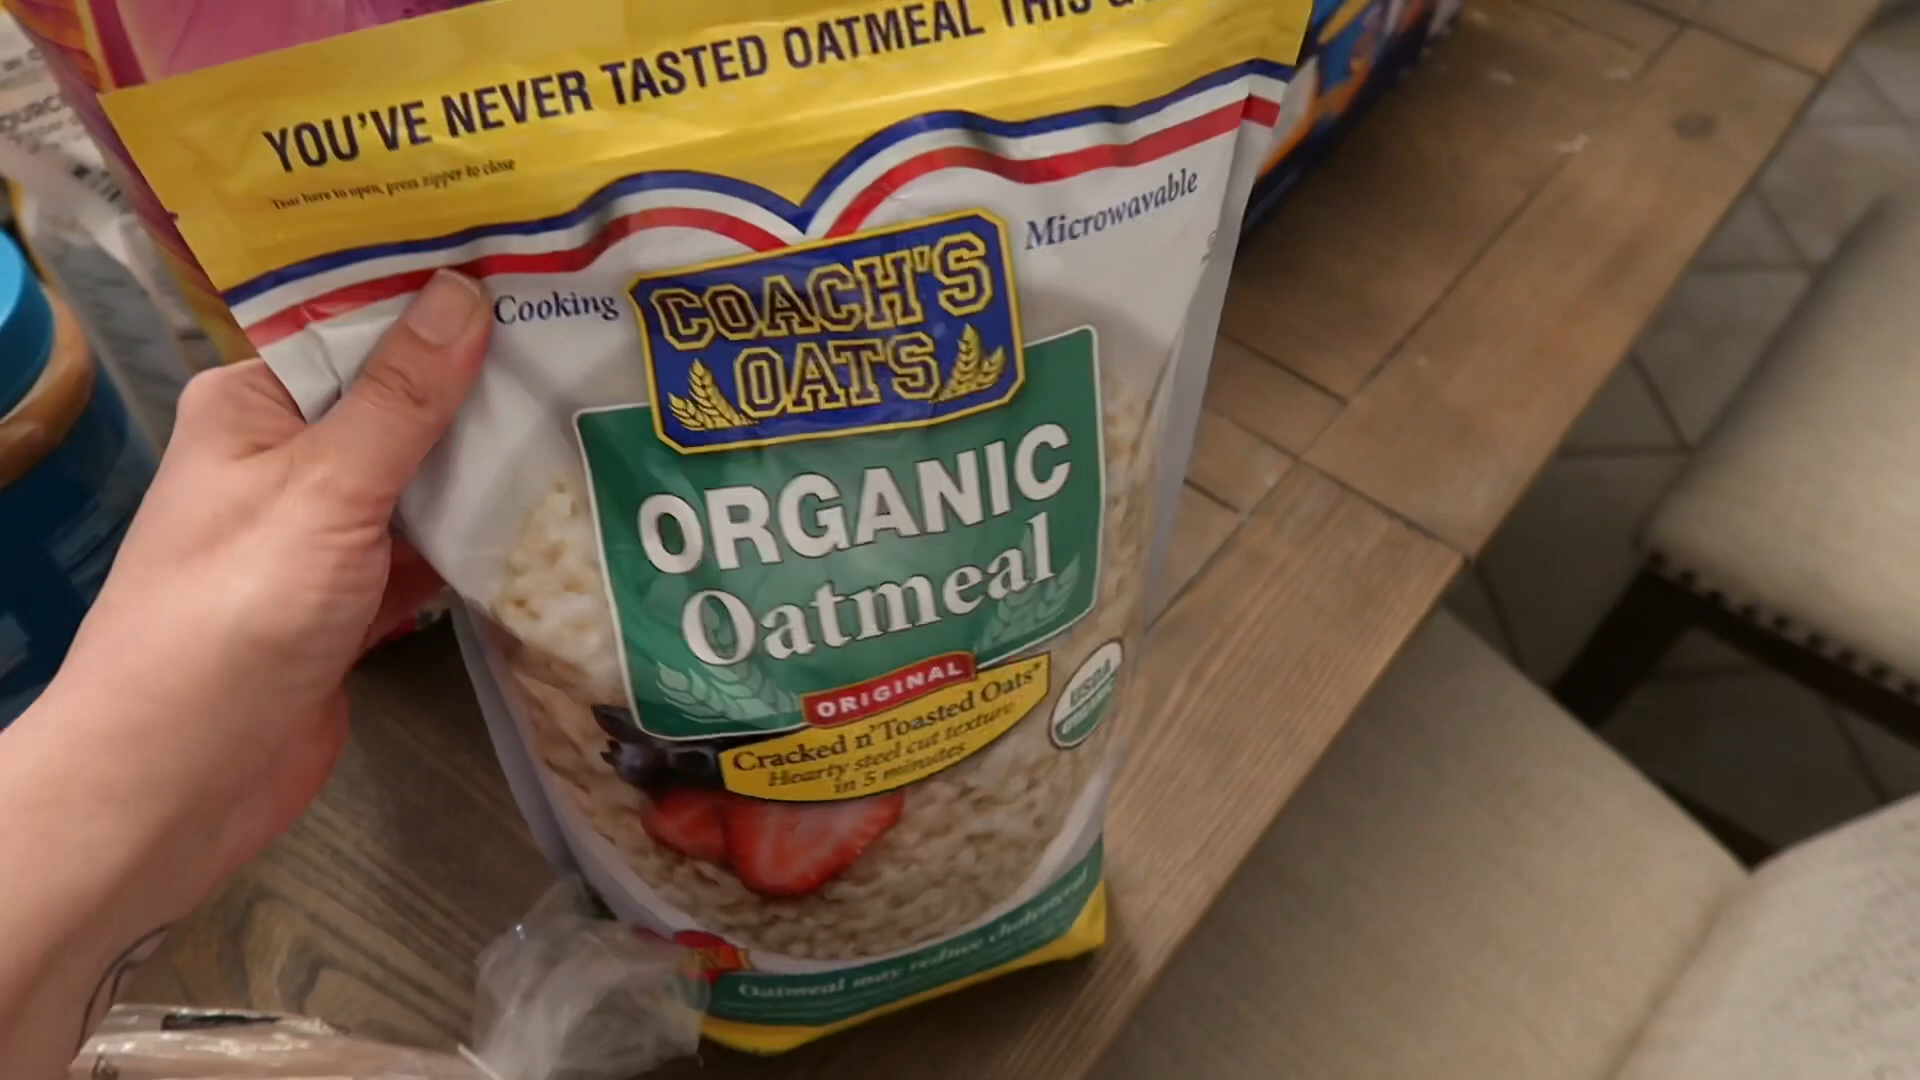 YOU'VE NEVER TASTED OATMEAL THIS
Tear here to open, press zipper to close
Cooking
Microwavable
COACH'S
OATS
ORGANIC
Oatmeal
ORIGINAL
Cracked n' Toasted Oats*
Hearty steel cut texture
in 5 minutes
USDA
ORGANIC
Oatmeal may reduce cholesterol